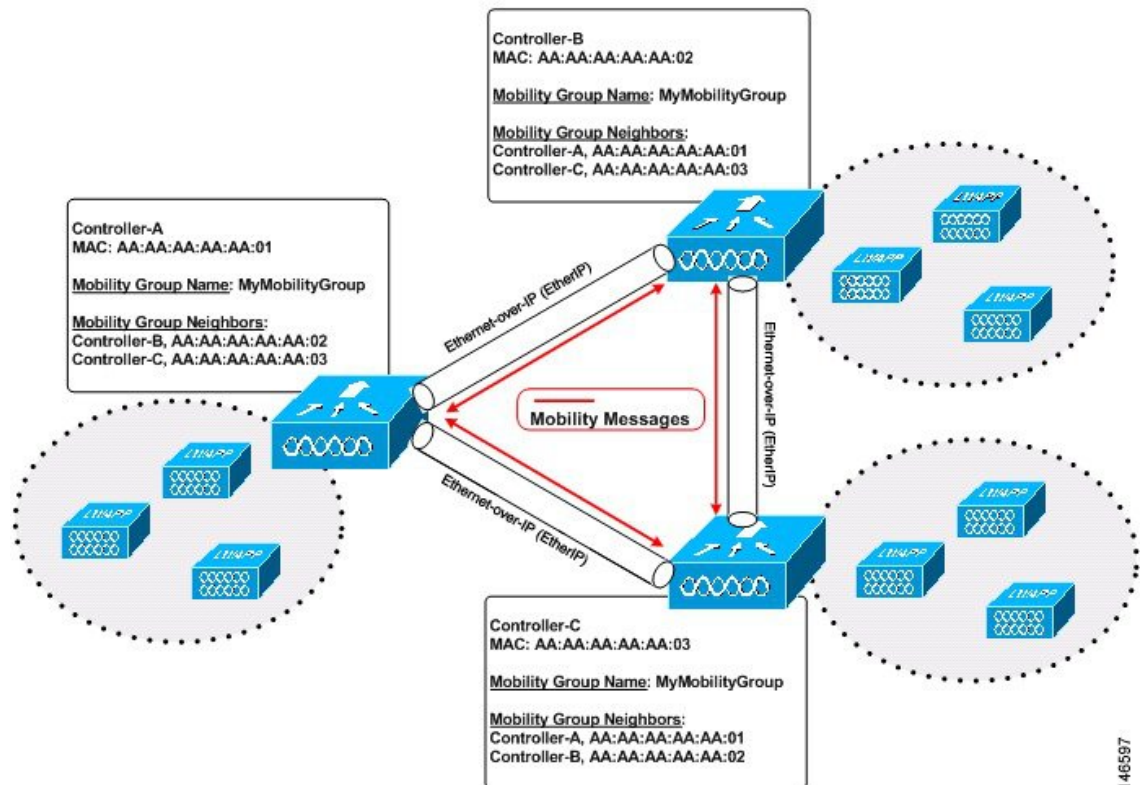 Controller-B
MAC: AA:AA:AA:AA:AA:02
Mobility Group Name: MyMobilityGroup
Mobility Group Neighbors:
Controller-A, AA:AA:AA:AA:AA:01
Controller-C, AA:AA:AA:AA:AA:03
Controller-A
MAC: AA:AA:AA:AA:AA:01
Mobility Group Name: MyMobilityGroup
Mobility Group Neighbors:
Controller-B, AA:AA:AA:AA:AA:02
Controller-C, AA:AA:AA:AA:AA:03
LWAPP
LWAPP
LWAPP
Ethernet-over-IP (EtherIP)
Ethernet-over-IP (EtherIP)
Mobility Messages
Ethernet-over-IP (EtherIP)
LWAPP
LWAPP
LWAPP
LWAPP
LWAPP
LWAPP
Controller-C
MAC: AA:AA:AA:AA:AA:03
Mobility Group Name: MyMobilityGroup
Mobility Group Neighbors:
Controller-A, AA:AA:AA:AA:AA:01
Controller-B, AA:AA:AA:AA:AA:02
146597